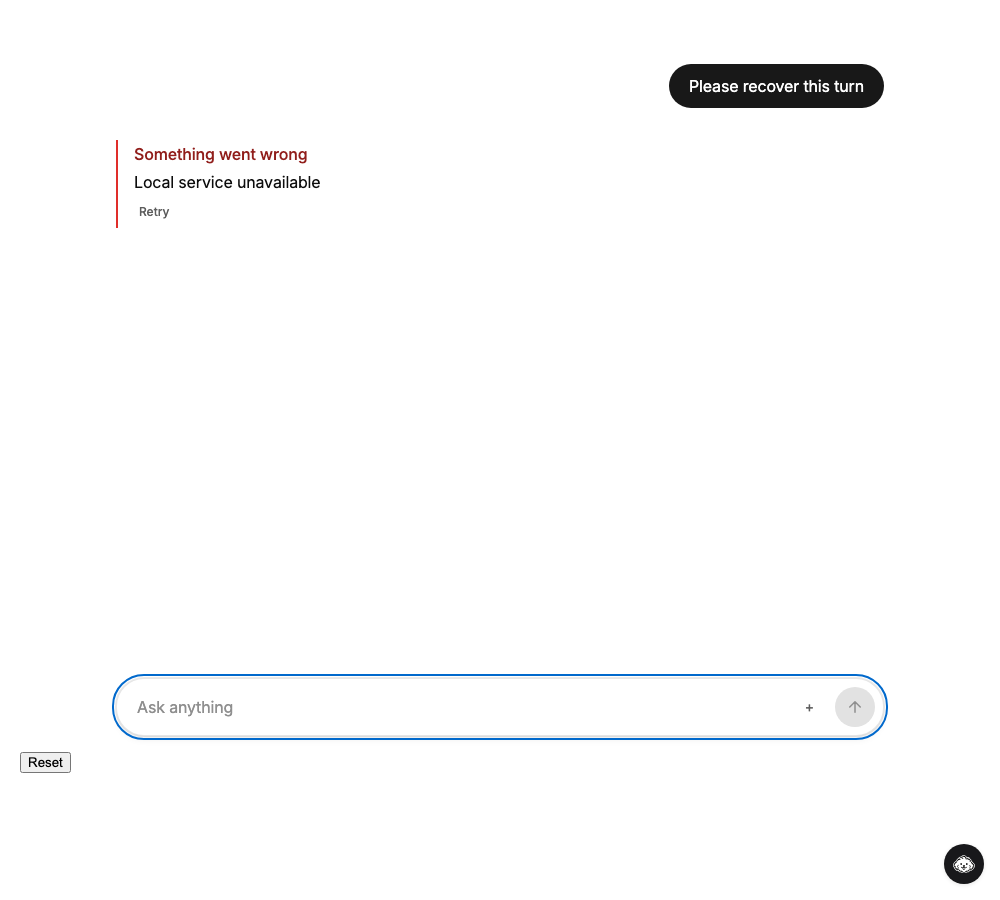 Please recover this turn
Something went wrong
Local service unavailable
Retry
Ask anything
+
Reset